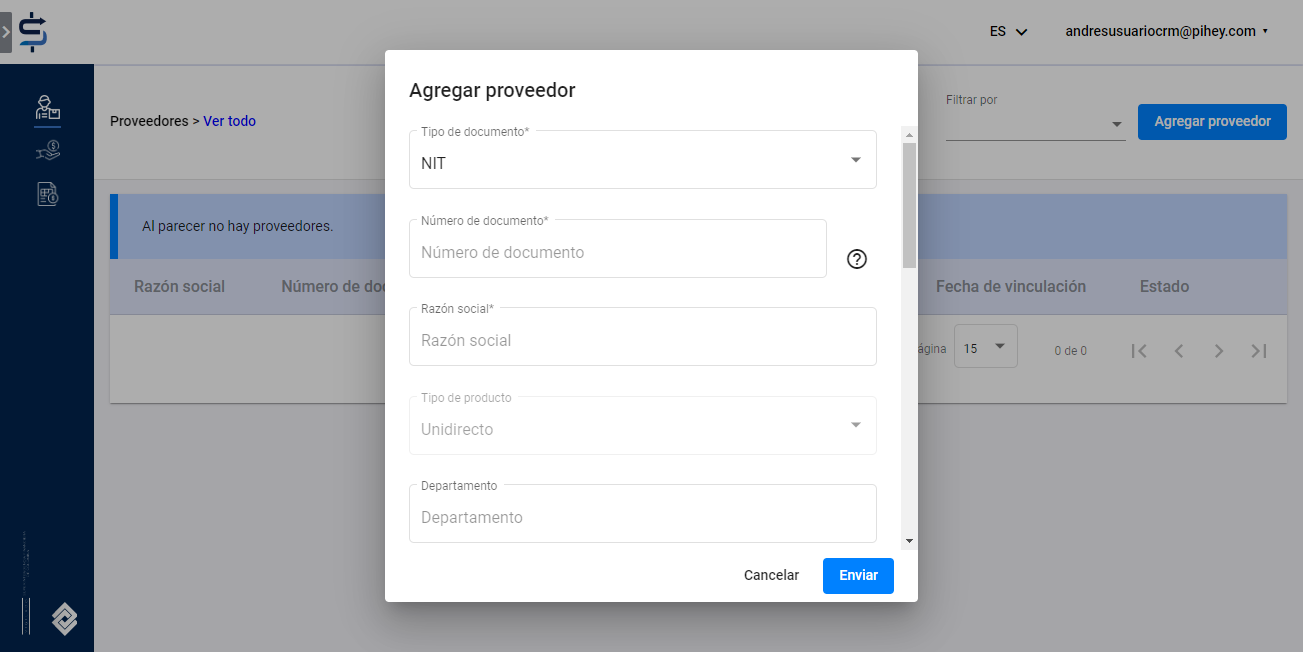 ES
andresusuariocrm@pihey.com
Agregar proveedor
Proveedores > Ver todo
Filtrar por
Agregar proveedor
Tipo de documento*
NIT
Al parecer no hay proveedores.
Número de documento*
Número de documento
Razón social
Número de
Fecha de vinculación
Estado
Razón social*
Razón social
15
0 de 0
Tipo de producto
Unidirecto
Departamento
Departamento
Cancelar
Enviar